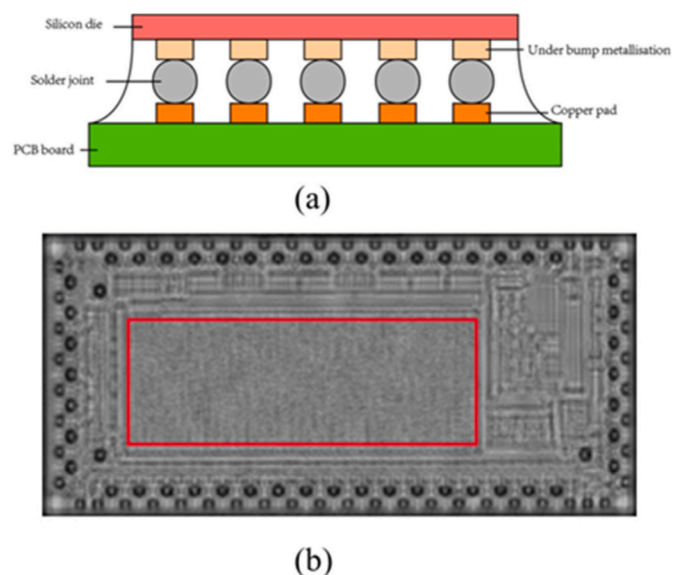 Silicon die
Under bump metallisation
Solder joint
Copper pad
PCB board
(a)
(b)